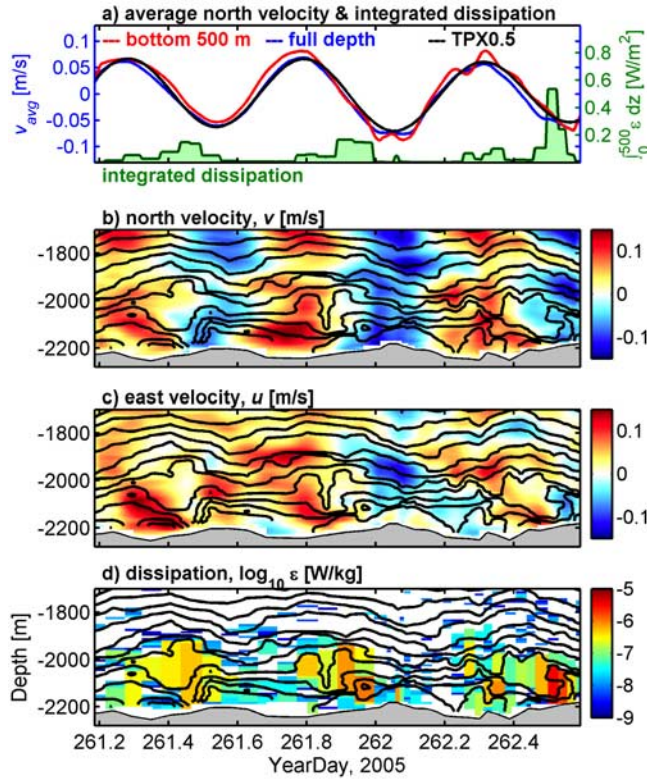 a) average north velocity & integrated dissipation
bottom 500 m full depth TPX0.5
v_avg [m/s]
0.1
0.05
0
-0.05
-0.1
0.8
0.6
0.4
0.2
∫₀⁵⁰⁰ ε dz [W/m²]
integrated dissipation
b) north velocity, v [m/s]
-1800
-2000
-2200
0.1
0
-0.1
c) east velocity, u [m/s]
-1800
-2000
-2200
0.1
0
-0.1
d) dissipation, log₁₀ ε [W/kg]
Depth [m]
-1800
-2000
-2200
-5
-6
-7
-8
-9
261.2 261.4 261.6 261.8 262 262.2 262.4
YearDay, 2005